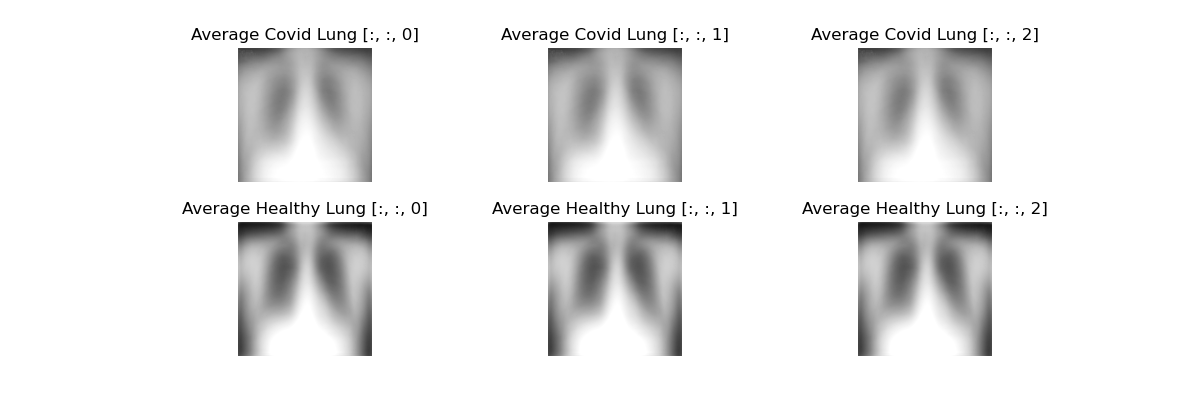 Average Covid Lung [:, :, 0]
Average Covid Lung [:, :, 1]
Average Covid Lung [:, :, 2]
Average Healthy Lung [:, :, 0]
Average Healthy Lung [:, :, 1]
Average Healthy Lung [:, :, 2]